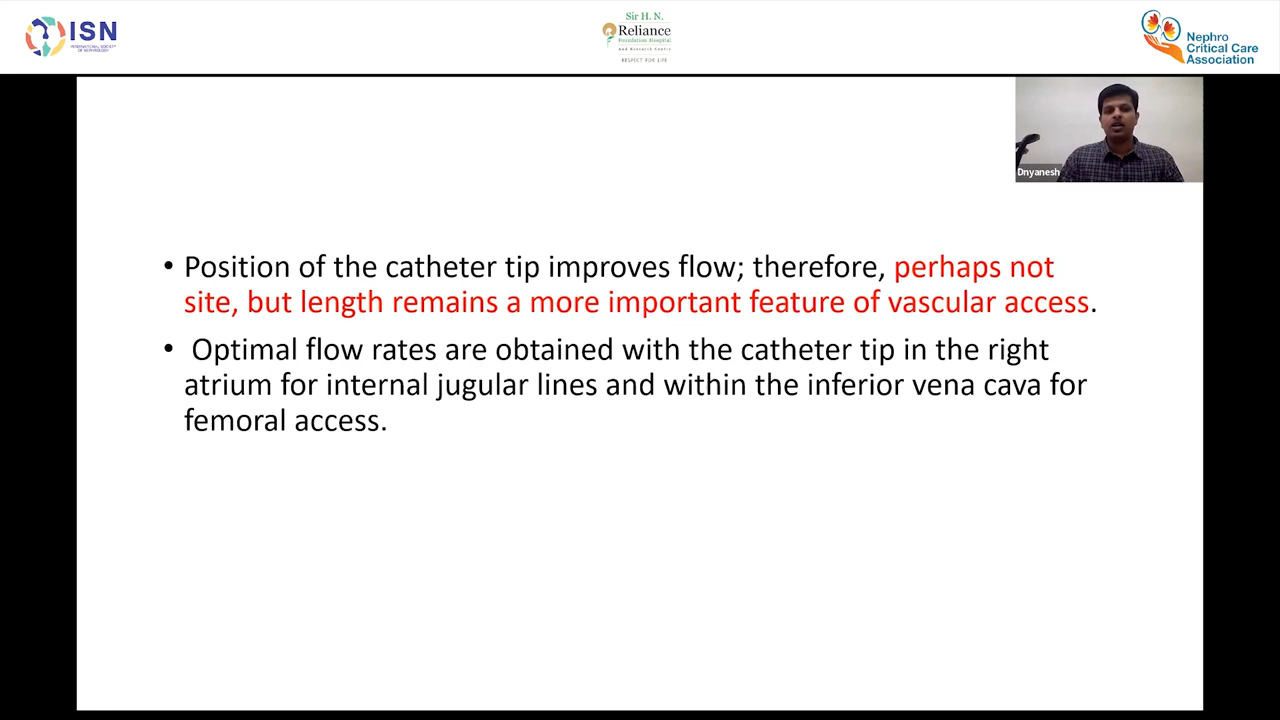 ISN
INTERNATIONAL SOCIETY
OF NEPHROLOGY
Sir H. N.
Reliance
Foundation Hospital
And Research Centre
RESPECT FOR LIFE
Nephro
Critical Care
Association
Dnyanesh
• Position of the catheter tip improves flow; therefore, perhaps not
site, but length remains a more important feature of vascular access.
• Optimal flow rates are obtained with the catheter tip in the right
atrium for internal jugular lines and within the inferior vena cava for
femoral access.